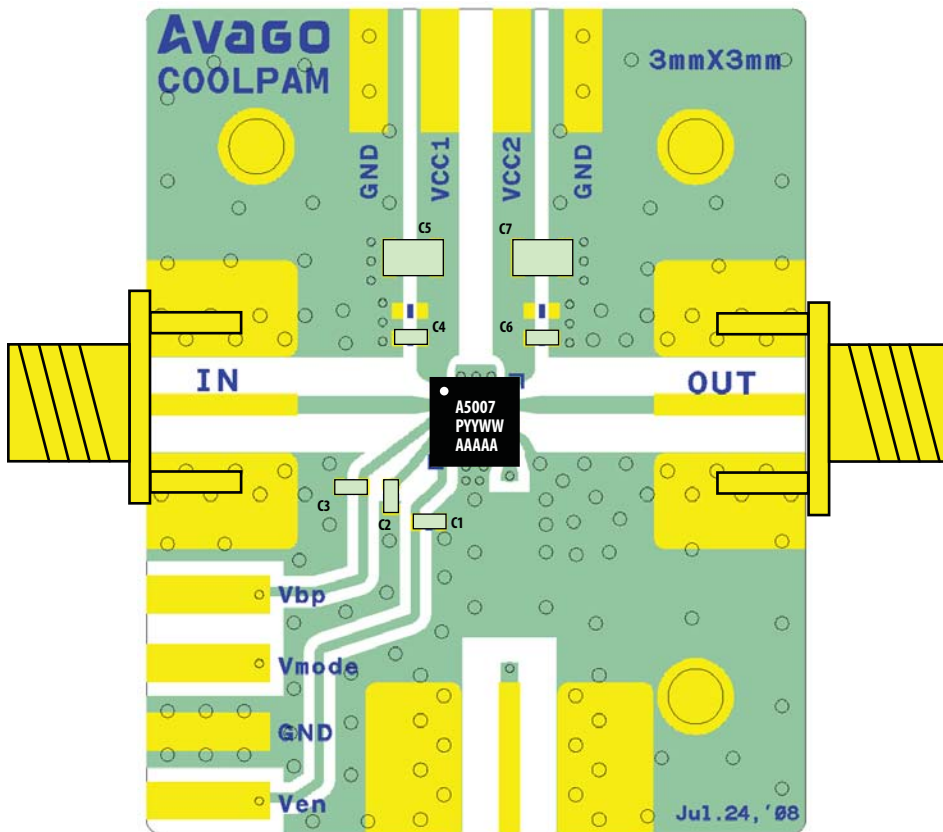 Avago
COOLPAM
3mmX3mm
GND
VCC1
VCC2
GND
C5
C7
C4
C6
IN
OUT
A5007
PYYWW
AAAAA
C3
C2
C1
Vbp
Vmode
GND
Ven
Jul.24,'08